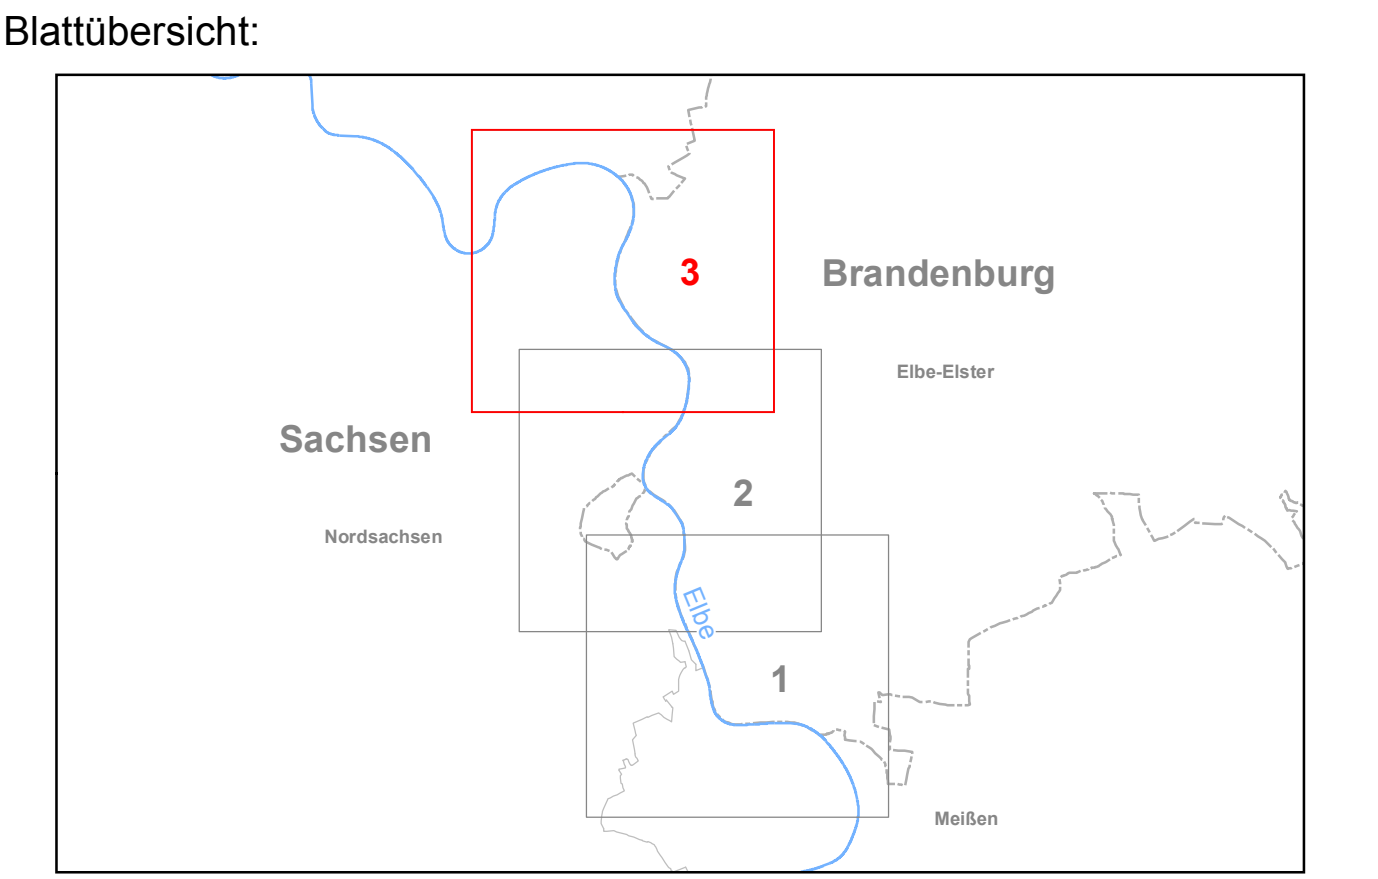 Blattübersicht:
3
Brandenburg
Elbe-Elster
Sachsen
2
Nordsachsen
Elbe
1
Meißen